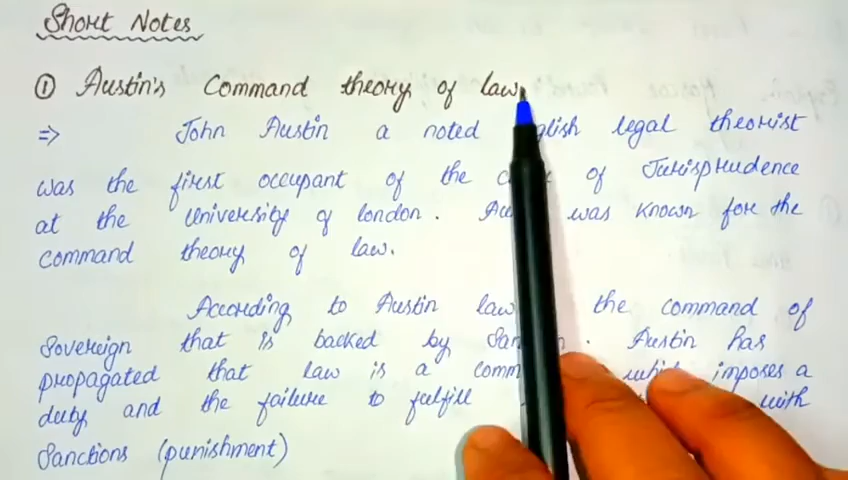 Short Notes
① Austin's Command theory of law
⇒ John Austin a noted glish legal theorist
was the first occupant of the of Jurisprudence
at the University of london. was known for the
command theory of law.
According to Austin law the command of
Sovereign that is backed by . Austin has
propagated that law is a which imposes a
duty and the failure to fulfill with
Sanctions (punishment)